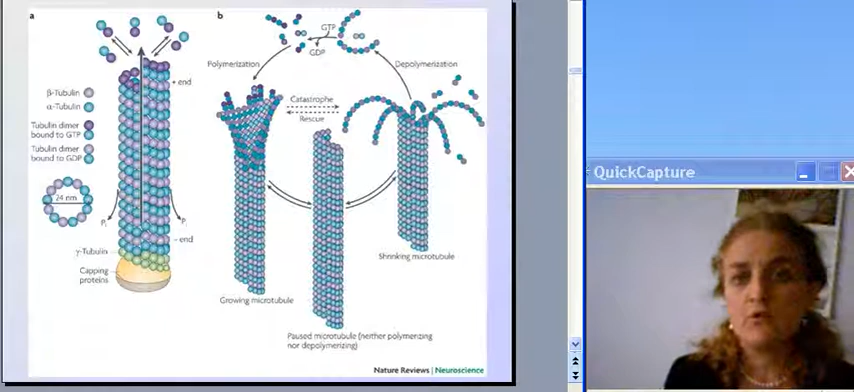 a
b
GTP
GDP
Polymerization
Depolymerization
+ end
β-Tubulin
α-Tubulin
Tubulin dimer
bound to GTP
Tubulin dimer
bound to GDP
24 nm
Pi
Pi
– end
γ-Tubulin
Capping
proteins
Catastrophe
Rescue
Shrinking microtubule
Growing microtubule
Paused microtubule (neither polymerizing
nor depolymerizing)
Nature Reviews | Neuroscience
QuickCapture